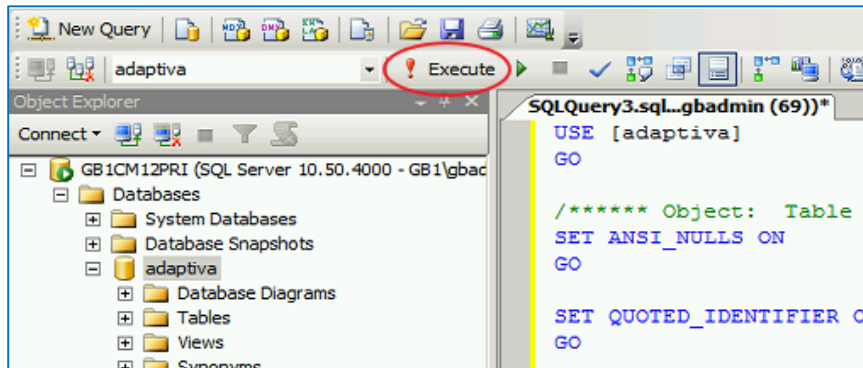 New Query
adaptiva Execute
Object Explorer
Connect
GB1CM12PRI (SQL Server 10.50.4000 - GB1\gbad
Databases
System Databases
Database Snapshots
adaptiva
Database Diagrams
Tables
Views
Synonyms
SQLQuery3.sql...gbadmin (69))*
USE [adaptiva]
GO
/****** Object: Table
SET ANSI_NULLS ON
GO
SET QUOTED_IDENTIFIER O
GO